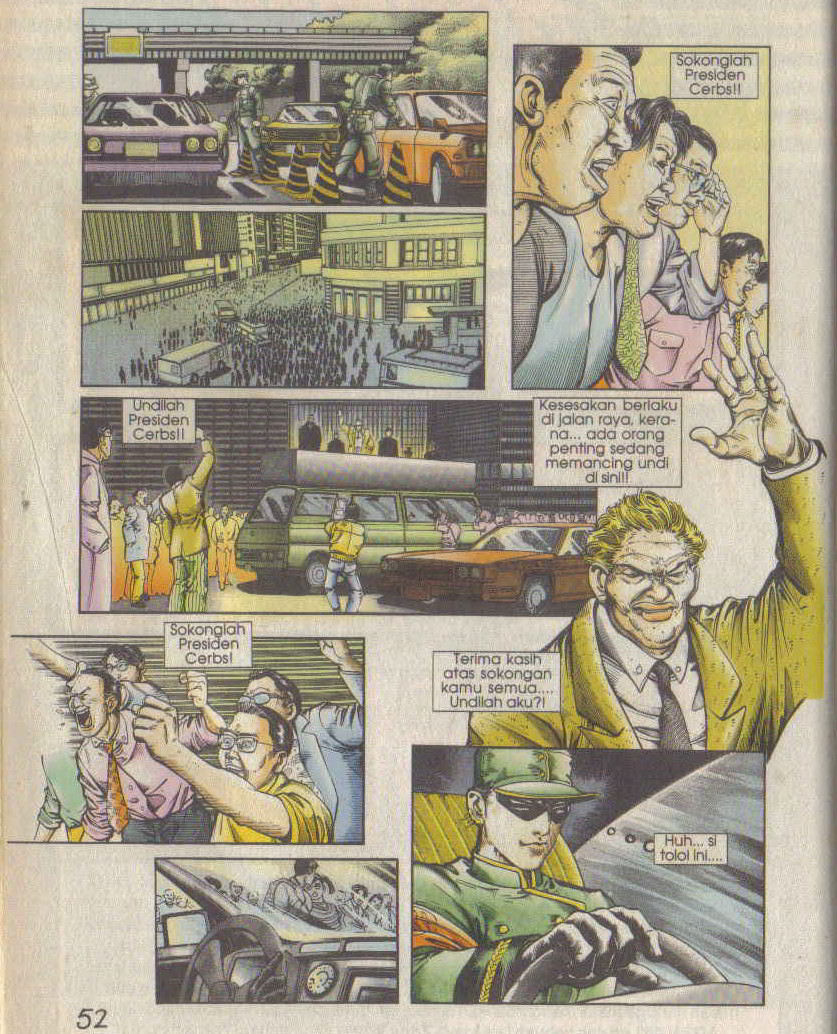 Sokonglah
Presiden
Cerbs!!
Undilah
Presiden
Cerbs!!
Kesesakan berlaku
di jalan raya, kera-
na... ada orang
penting sedang
memancing undi
di sini!!
Sokonglah
Presiden
Cerbs!
Terima kasih
atas sokongan
kamu semua....
Undilah aku?!
Huh... si
tolol ini....
52